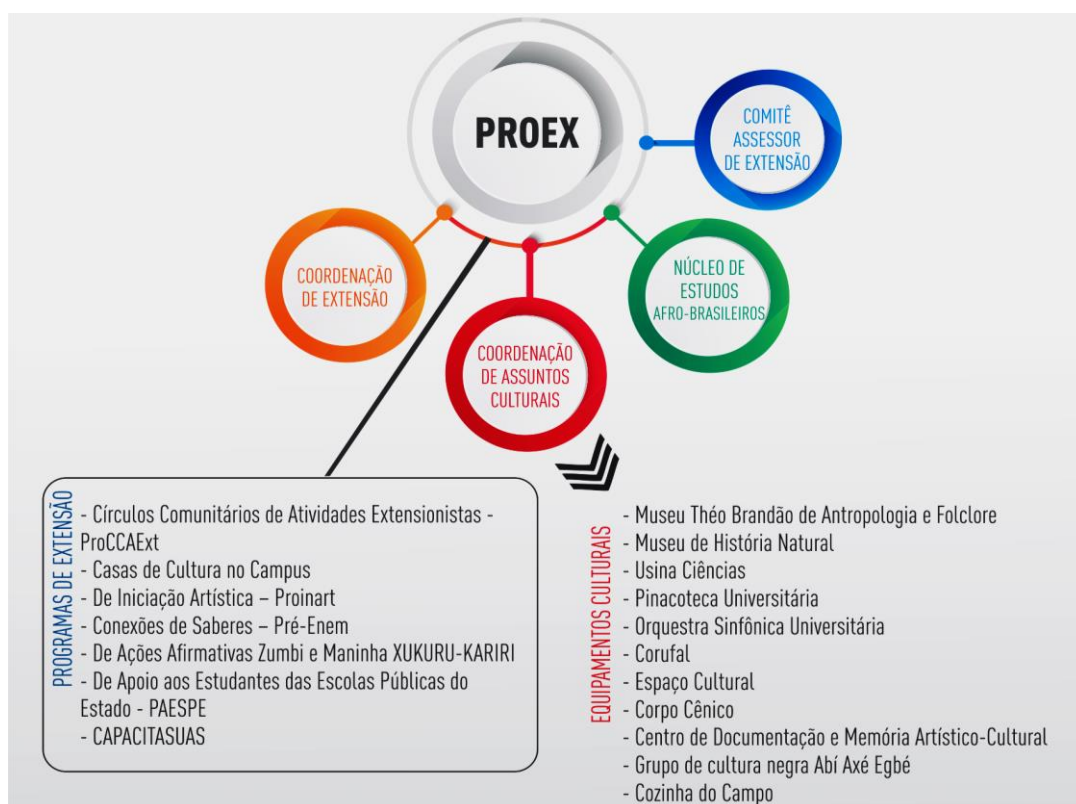 PROEX
COMITÊ
ASSESSOR
DE EXTENSÃO
COORDENAÇÃO
DE EXTENSÃO
NÚCLEO DE
ESTUDOS
AFRO-BRASILEIROS
COORDENAÇÃO
DE ASSUNTOS
CULTURAIS
PROGRAMAS DE EXTENSÃO
- Círculos Comunitários de Atividades Extensionistas -
ProCCAExt
- Casas de Cultura no Campus
- De Iniciação Artística – Proinart
- Conexões de Saberes – Pré-Enem
- De Ações Afirmativas Zumbi e Maninha XUKURU-KARIRI
- De Apoio aos Estudantes das Escolas Públicas do
Estado - PAESPE
- CAPACITASUAS
EQUIPAMENTOS CULTURAIS
- Museu Théo Brandão de Antropologia e Folclore
- Museu de História Natural
- Usina Ciências
- Pinacoteca Universitária
- Orquestra Sinfônica Universitária
- Corufal
- Espaço Cultural
- Corpo Cênico
- Centro de Documentação e Memória Artístico-Cultural
- Grupo de cultura negra Abí Axé Egbé
- Cozinha do Campo